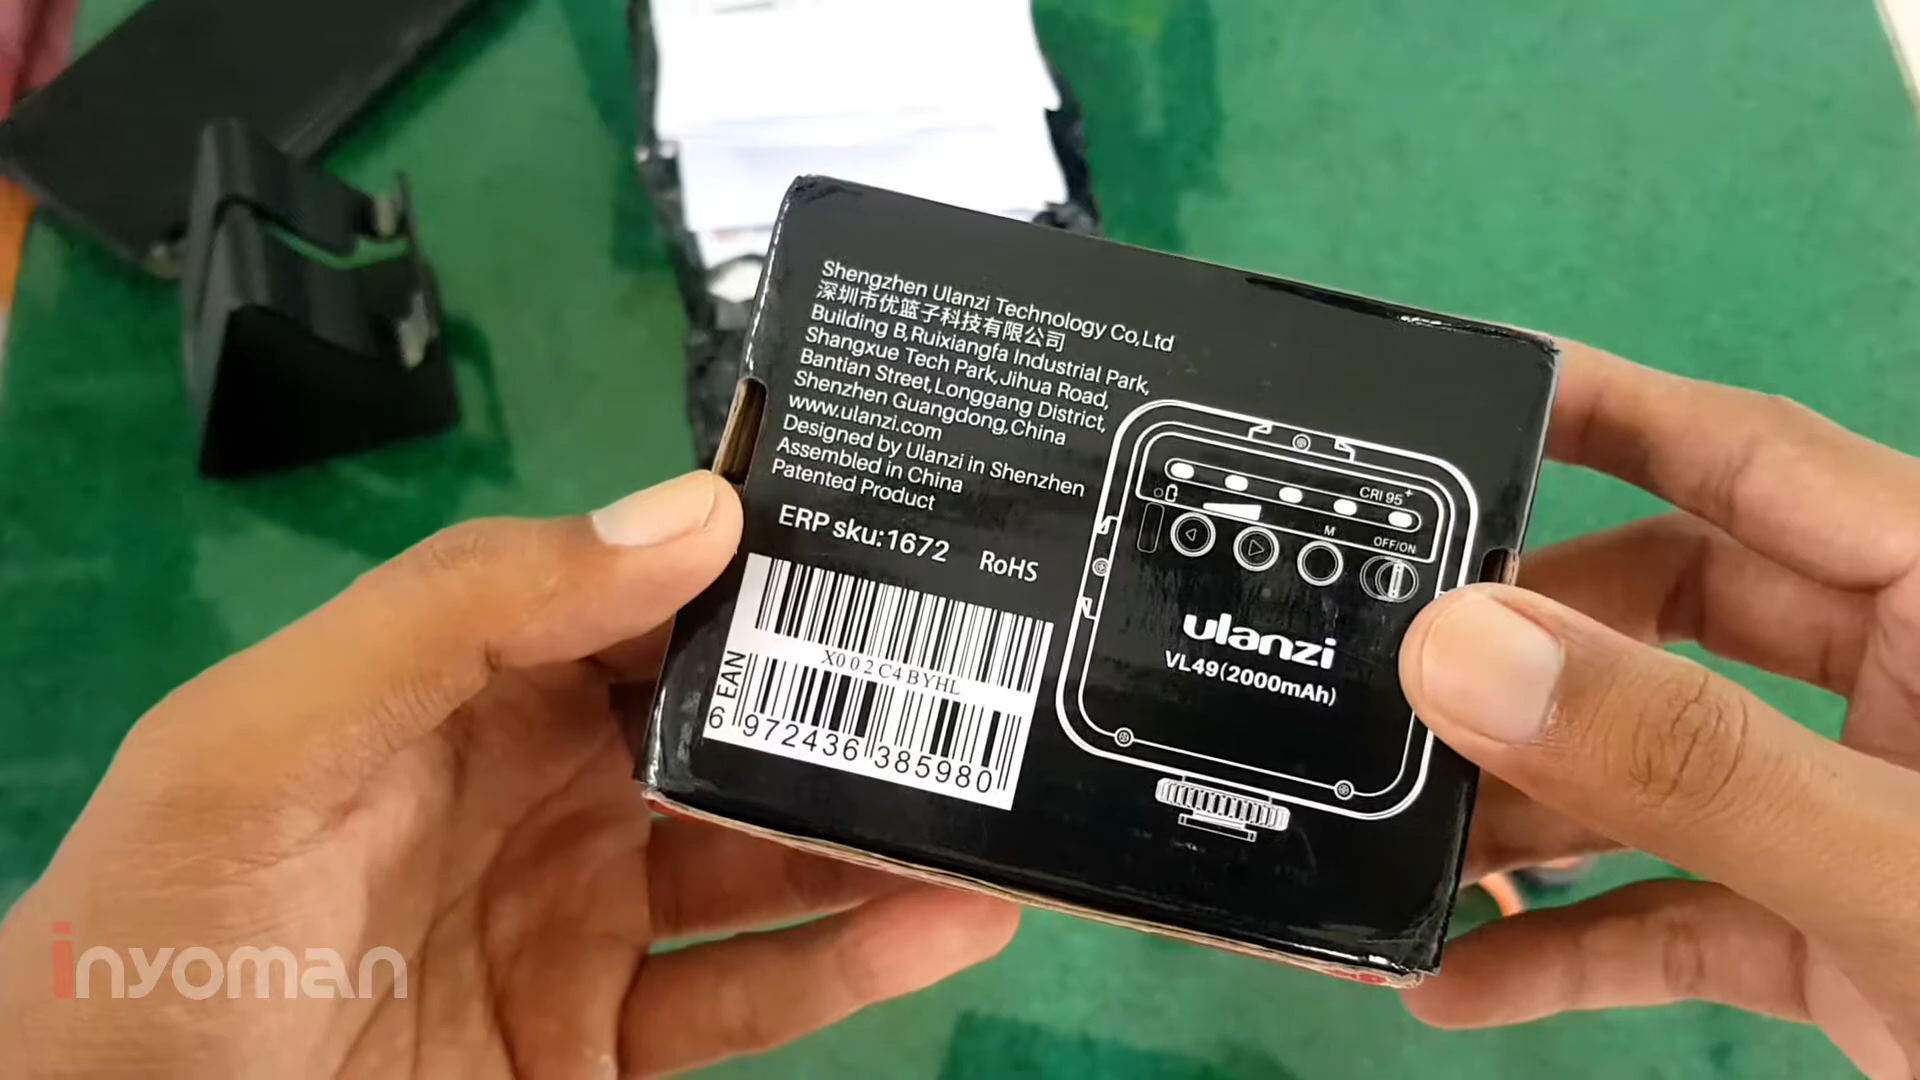 Shengzhen Ulanzi Technology Co,Ltd
深圳市优篮子科技有限公司
Building B,Ruixiangfa Industrial Park,
Shangxue Tech Park,Jihua Road,
Bantian Street,Longgang District,
Shenzhen Guangdong,China
www.ulanzi.com
Designed by Ulanzi in Shenzhen
Assembled in China
Patented Product
ERP sku:1672 RoHS
X002C4BYHL
EAN
6 972436 385980
CRI 95+
M
OFF/ON
ulanzi
VL49(2000mAh)
inyoman